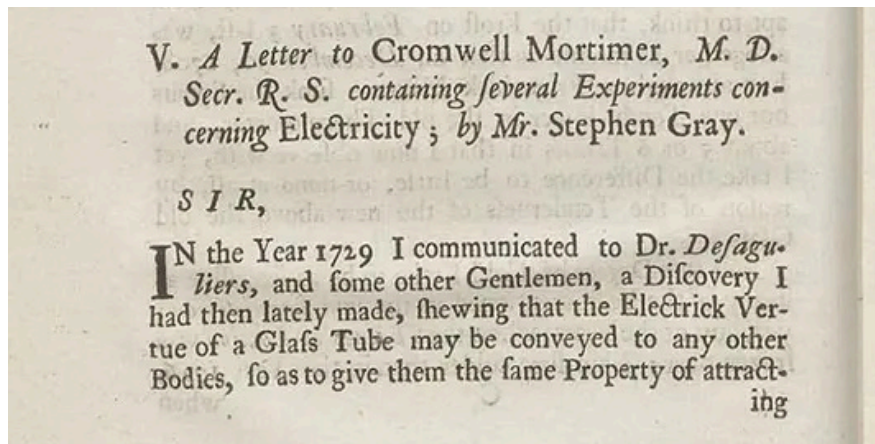 V. A Letter to Cromwell Mortimer, M. D.
Secr. R. S. containing ſeveral Experiments con-
cerning Electricity; by Mr. Stephen Gray.
S I R,
IN the Year 1729 I communicated to Dr. Deſagu-
liers, and ſome other Gentlemen, a Diſcovery I
had then lately made, ſhewing that the Electrick Ver-
tue of a Glaſs Tube may be conveyed to any other
Bodies, ſo as to give them the ſame Property of attract-
ing